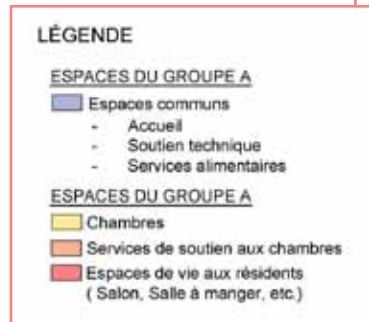 LÉGENDE
ESPACES DU GROUPE A
Espaces communs
- Accueil
- Soutien technique
- Services alimentaires
ESPACES DU GROUPE A
Chambres
Services de soutien aux chambres
Espaces de vie aux résidents
( Salon, Salle à manger, etc.)